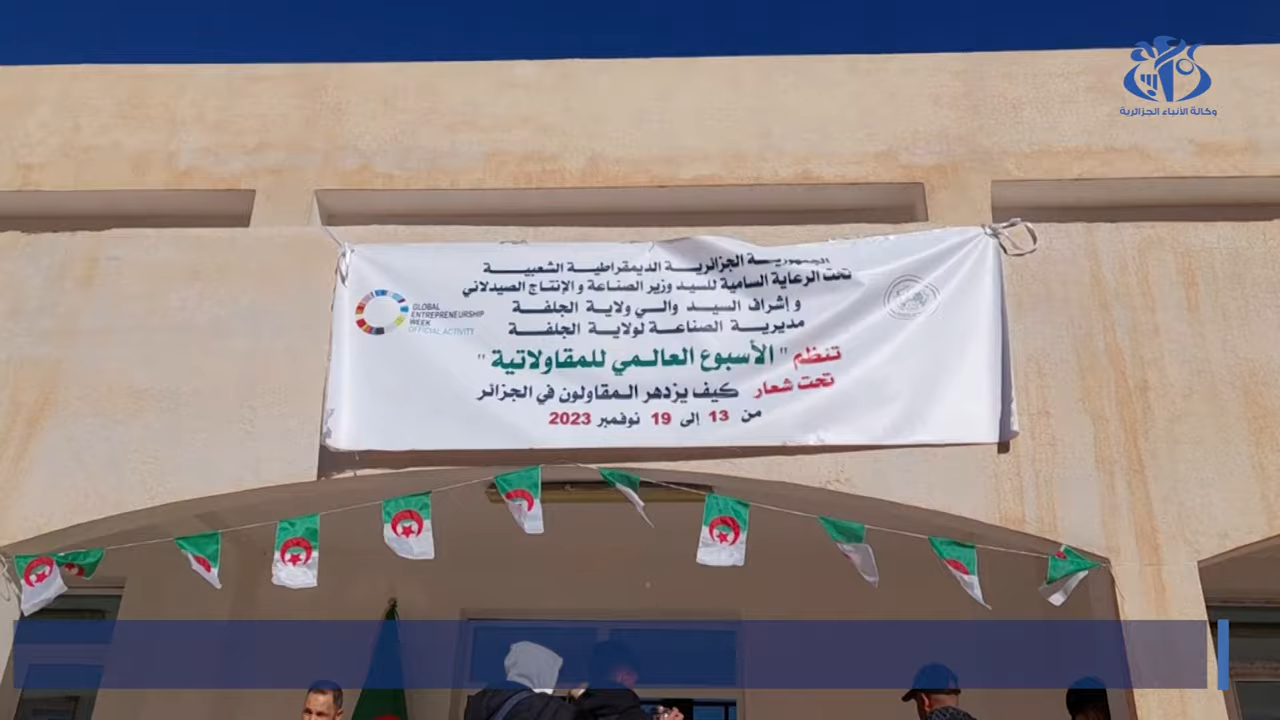 وكالة الأنباء الجزائرية
الجمهورية الجزائرية الديمقراطية الشعبية
تحت الرعاية السامية للسيد وزير الصناعة و الإنتاج الصيدلاني
و إشراف السيد والي ولاية الجلفة
مديرية الصناعة لولاية الجلفة
GLOBAL
ENTREPRENEURSHIP
WEEK
OFFICIAL ACTIVITY
تنظم " الأسبوع العالمي للمقاولاتية "
تحت شعار كيف يزدهر المقاولون في الجزائر
من 13 إلى 19 نوفمبر 2023